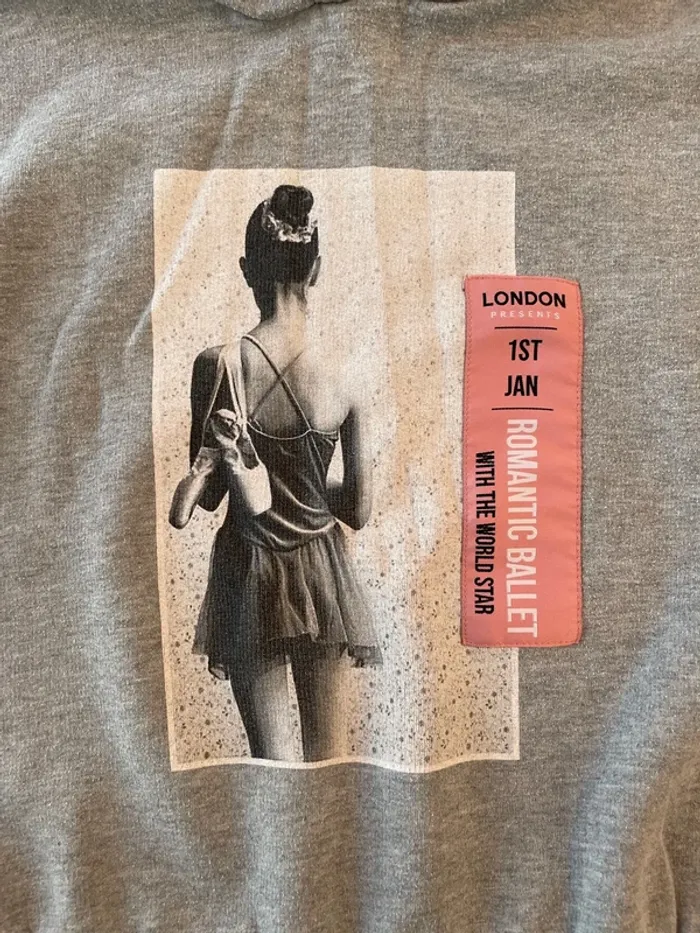 LONDON
PRESENTS
1ST
JAN
ROMANTIC BALLET
WITH THE WORLD STAR